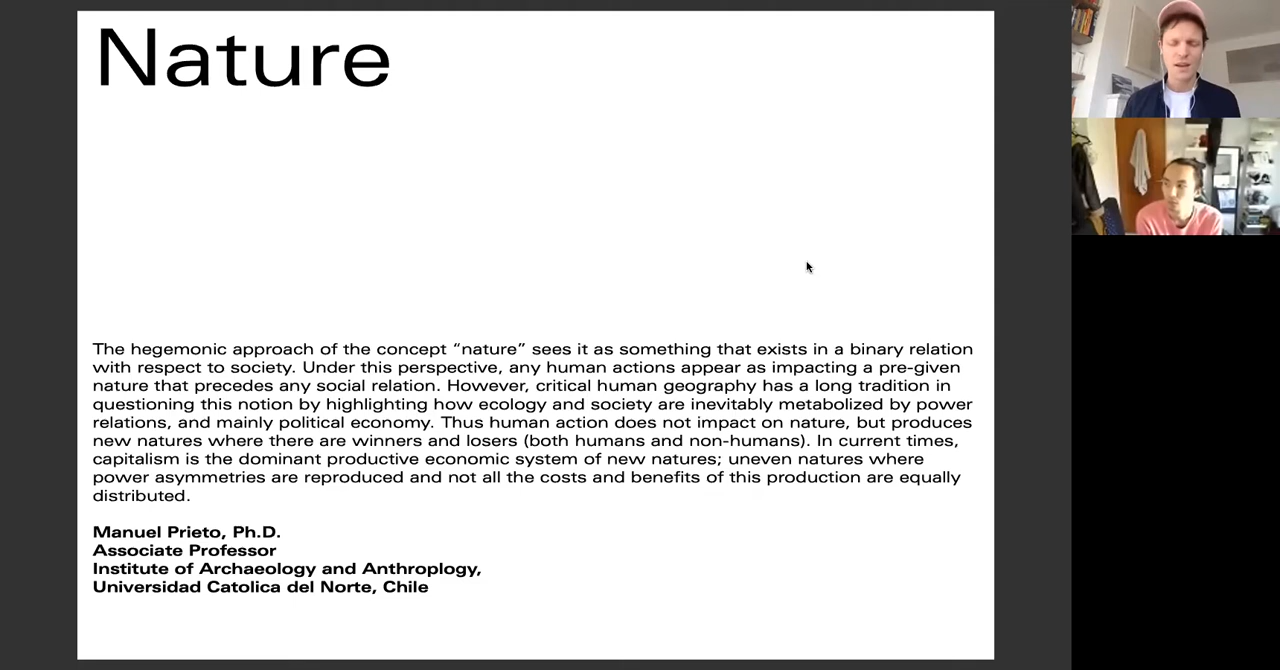 Nature
The hegemonic approach of the concept “nature” sees it as something that exists in a binary relation
with respect to society. Under this perspective, any human actions appear as impacting a pre-given
nature that precedes any social relation. However, critical human geography has a long tradition in
questioning this notion by highlighting how ecology and society are inevitably metabolized by power
relations, and mainly political economy. Thus human action does not impact on nature, but produces
new natures where there are winners and losers (both humans and non-humans). In current times,
capitalism is the dominant productive economic system of new natures; uneven natures where
power asymmetries are reproduced and not all the costs and benefits of this production are equally
distributed.
Manuel Prieto, Ph.D.
Associate Professor
Institute of Archaeology and Anthroplogy,
Universidad Catolica del Norte, Chile